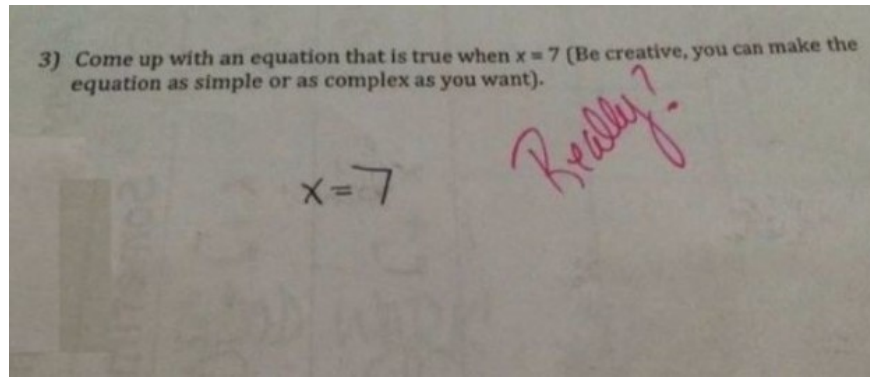 3) Come up with an equation that is true when x = 7 (Be creative, you can make the
equation as simple or as complex as you want).
Really?
x=7